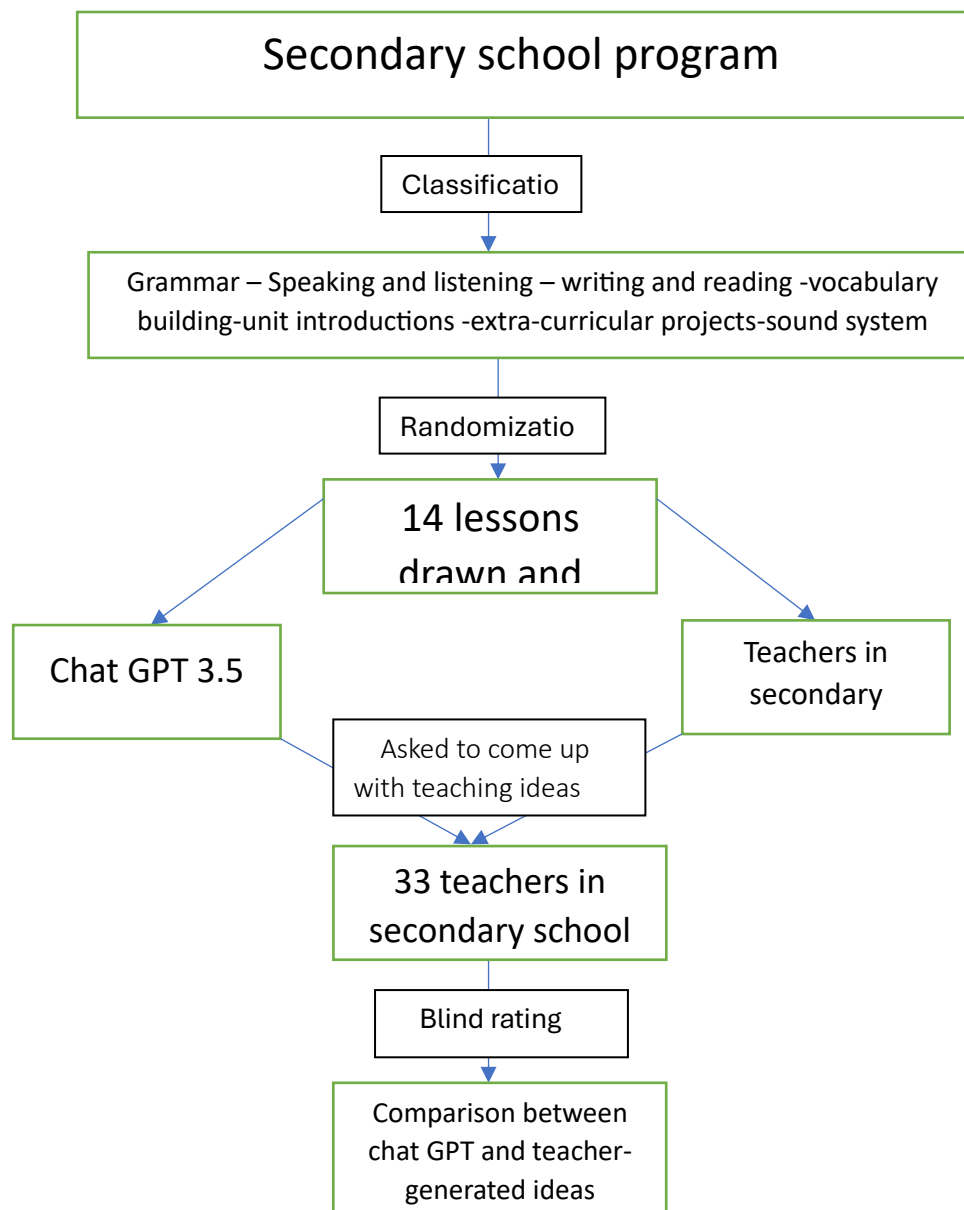 Secondary school program
Classificatio
Grammar – Speaking and listening – writing and reading -vocabulary
building-unit introductions -extra-curricular projects-sound system
Randomizatio
14 lessons
drawn and
Chat GPT 3.5
Teachers in
secondary
Asked to come up
with teaching ideas
33 teachers in
secondary school
Blind rating
Comparison between
chat GPT and teacher-
generated ideas